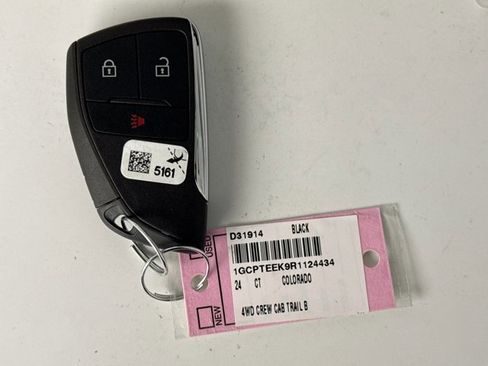 5161
D31914 BLACK
USED
1GCPTEEK9R1124434
24 CT COLORADO
4WD CREW CAB TRAIL B
NEW